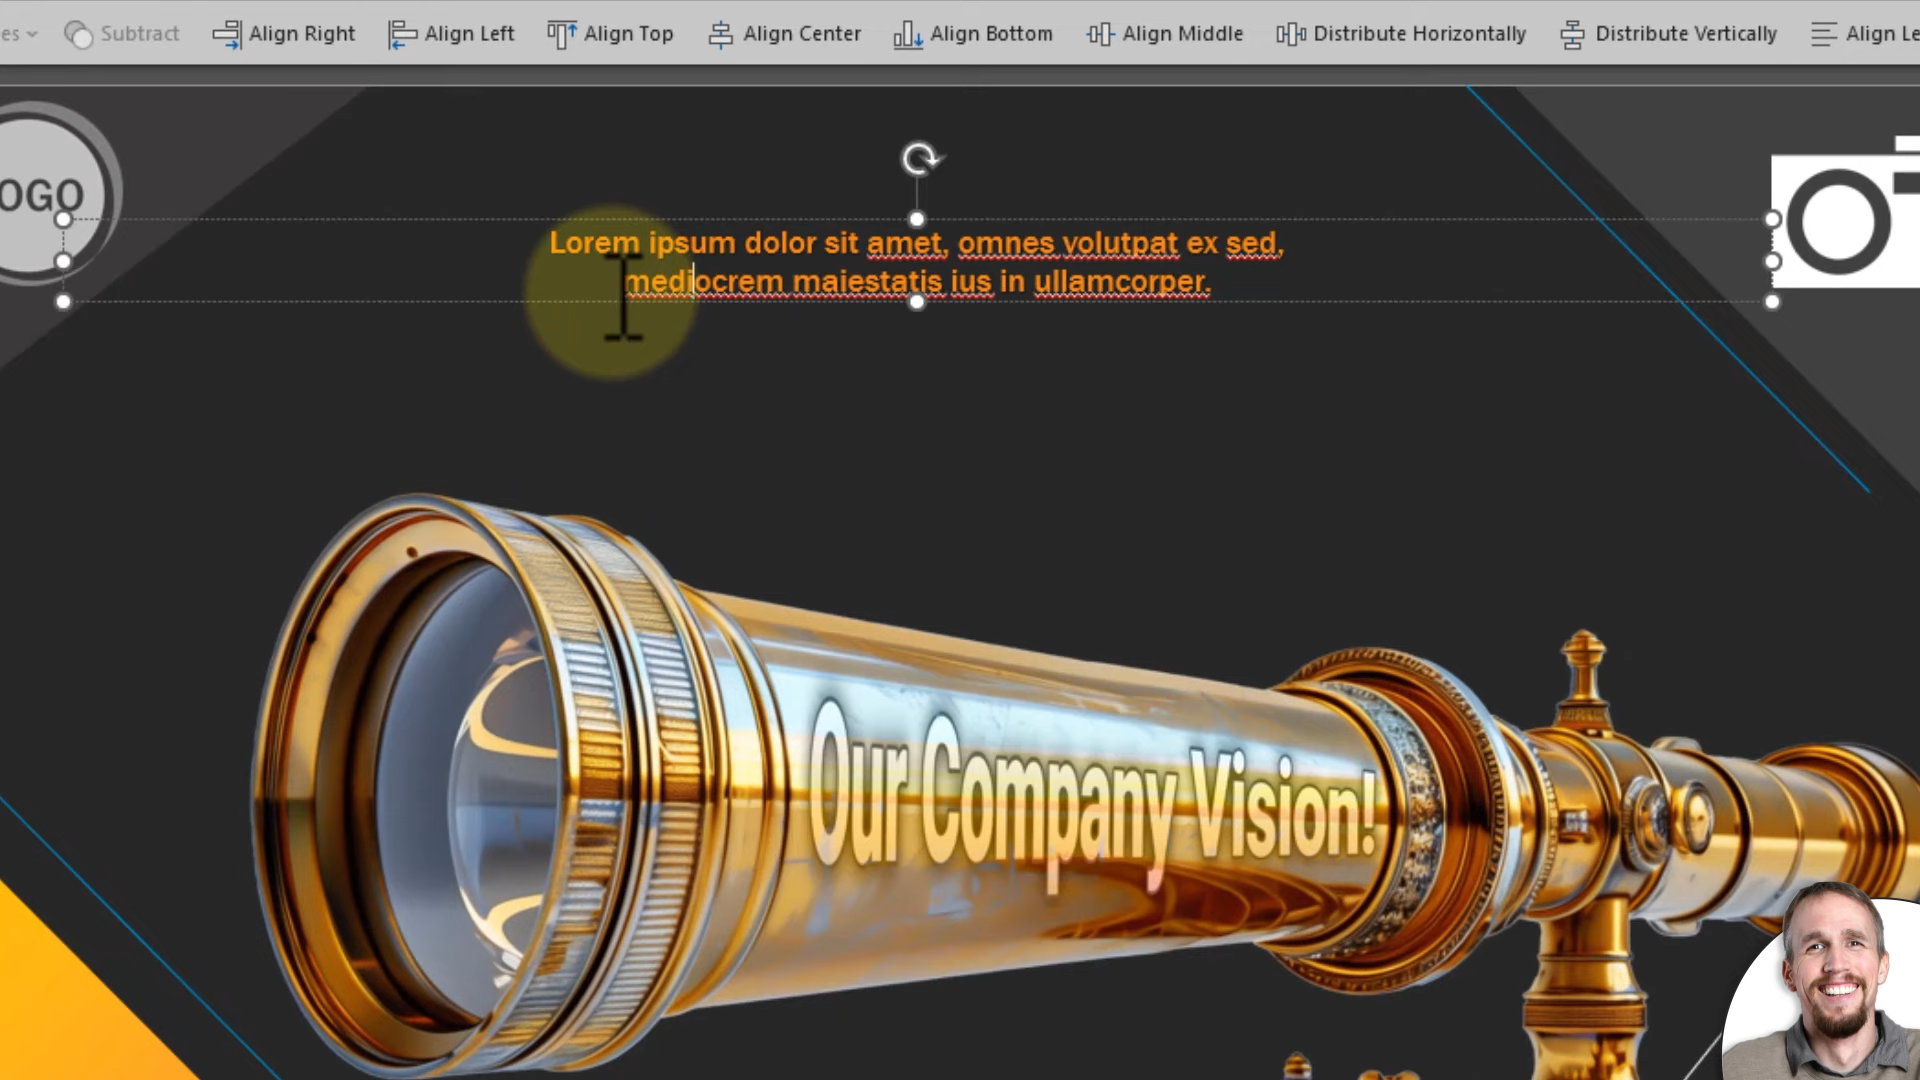 es
Subtract
Align Right
Align Left
Align Top
Align Center
Align Bottom
Align Middle
Distribute Horizontally
Distribute Vertically
Align Le
OGO
Lorem ipsum dolor sit amet, omnes volutpat ex sed,
mediocrem maiestatis ius in ullamcorper.
Our Company Vision!